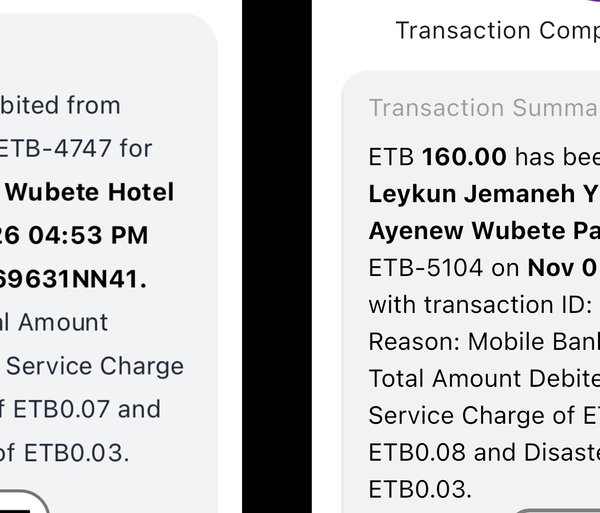 bited from
ETB-4747 for
Wubete Hotel
26 04:53 PM
69631NN41.
Amount
Service Charge
of ETB0.07 and
of ETB0.03.
Transaction Comp
Transaction Summa
ETB 160.00 has bee
Leykun Jemaneh Y
Ayenew Wubete Pa
ETB-5104 on Nov 0
with transaction ID:
Reason: Mobile Bank
Total Amount Debite
Service Charge of ET
ETB0.08 and Disaste
ETB0.03.